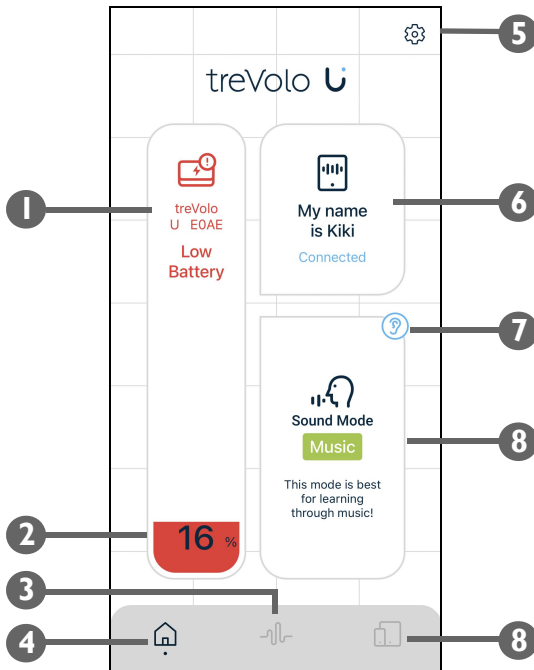 5
treVolo U
1
treVolo
U E0AE
Low
Battery
My name
is Kiki
Connected
6
7
Sound Mode
Music
This mode is best
for learning
through music!
8
2
16 %
3
4
8